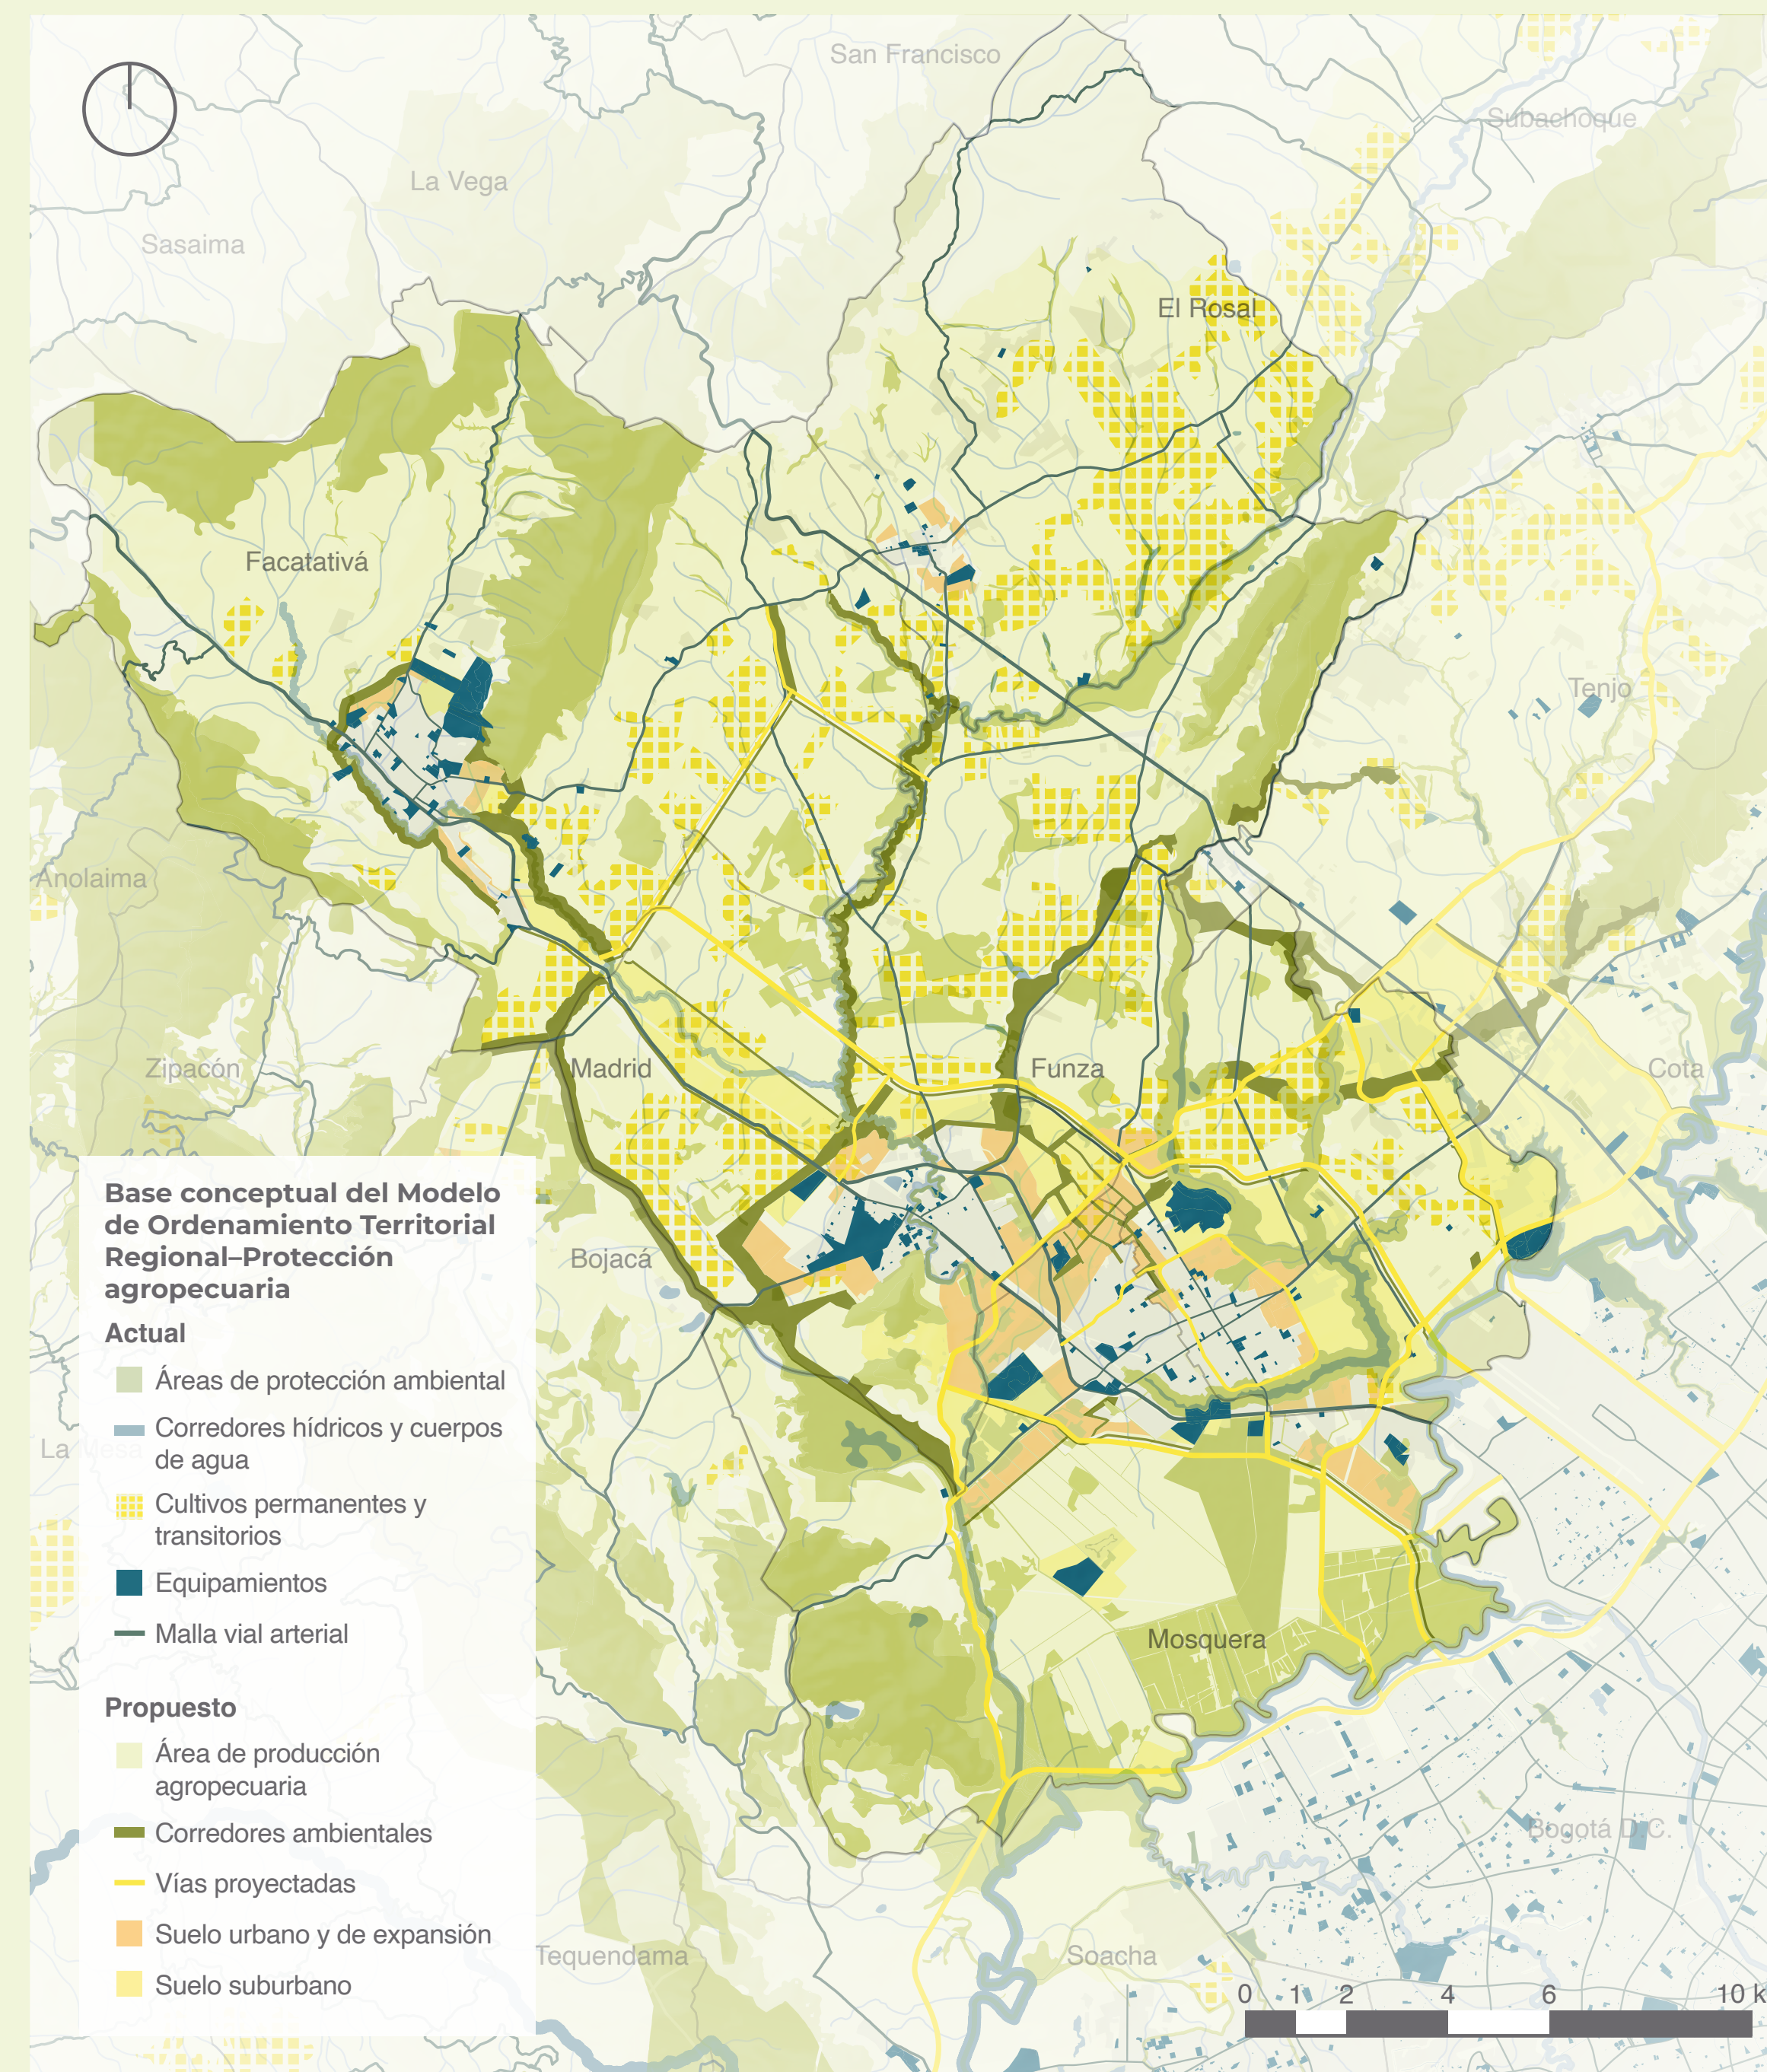 San Francisco
Subachoque
La Vega
Sasaima
El Rosal
Facatativá
Tenjo
Anolaima
Zipacón
Madrid
Funza
Cota
Bojacá
Base conceptual del Modelo
de Ordenamiento Territorial
Regional–Protección
agropecuaria
Actual
Áreas de protección ambiental
Corredores hídricos y cuerpos
de agua
Cultivos permanentes y
transitorios
Equipamientos
Malla vial arterial
Propuesto
Área de producción
agropecuaria
Corredores ambientales
Vías proyectadas
Suelo urbano y de expansión
Suelo suburbano
La Mesa
Mosquera
Bogotá D.C.
Tequendama
Soacha
0 1 2 4 6 10 k